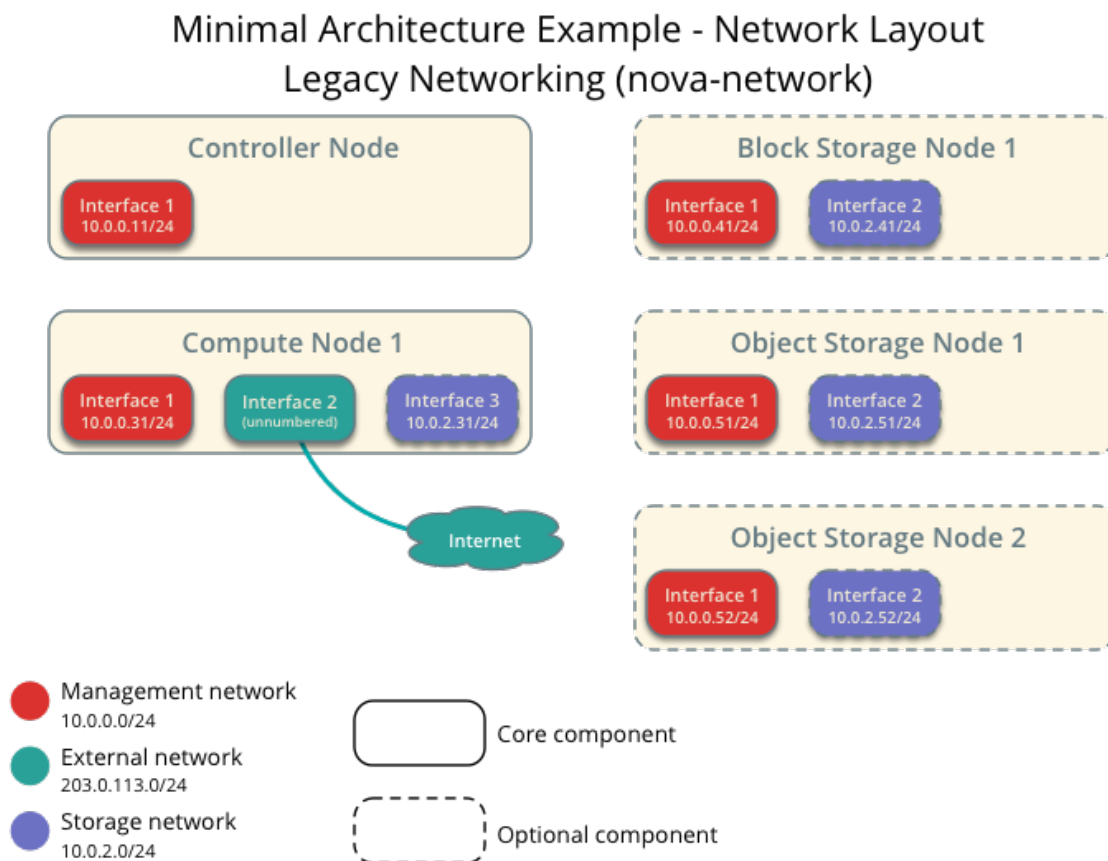 Minimal Architecture Example - Network Layout
Legacy Networking (nova-network)
Controller Node
Interface 1
10.0.0.11/24
Block Storage Node 1
Interface 1
10.0.0.41/24
Interface 2
10.0.2.41/24
Compute Node 1
Interface 1
10.0.0.31/24
Interface 2
(unnumbered)
Interface 3
10.0.2.31/24
Internet
Object Storage Node 1
Interface 1
10.0.0.51/24
Interface 2
10.0.2.51/24
Object Storage Node 2
Interface 1
10.0.0.52/24
Interface 2
10.0.2.52/24
Management network
10.0.0.0/24
External network
203.0.113.0/24
Storage network
10.0.2.0/24
Core component
Optional component